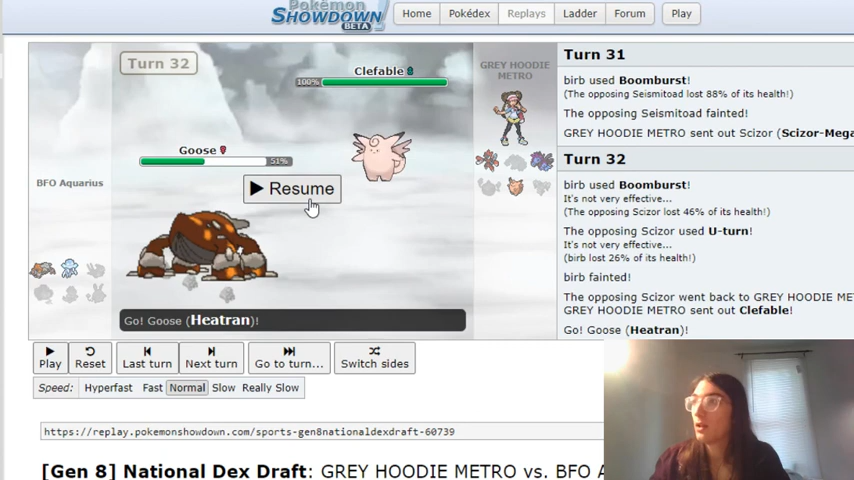 Pokémon
SHOWDOWN
BETA
Home
Pokédex
Replays
Ladder
Forum
Play
Turn 32
Clefable
100%
Goose
51%
Resume
BFO Aquarius
GREY HOODIE
METRO
Go! Goose (Heatran)!
Turn 31
birb used Boomburst!
(The opposing Seismitoad lost 88% of its health!)
The opposing Seismitoad fainted!
GREY HOODIE METRO sent out Scizor (Scizor-Mega
Turn 32
birb used Boomburst!
It's not very effective...
(The opposing Scizor lost 46% of its health!)
The opposing Scizor used U-turn!
It's not very effective...
(birb lost 26% of its health!)
birb fainted!
The opposing Scizor went back to GREY HOODIE ME
GREY HOODIE METRO sent out Clefable!
Go! Goose (Heatran)!
Play
Reset
Last turn
Next turn
Go to turn...
Switch sides
Speed: Hyperfast Fast Normal Slow Really Slow
https://replay.pokemonshowdown.com/sports-gen8nationaldexdraft-60739
[Gen 8] National Dex Draft: GREY HOODIE METRO vs. BFO A